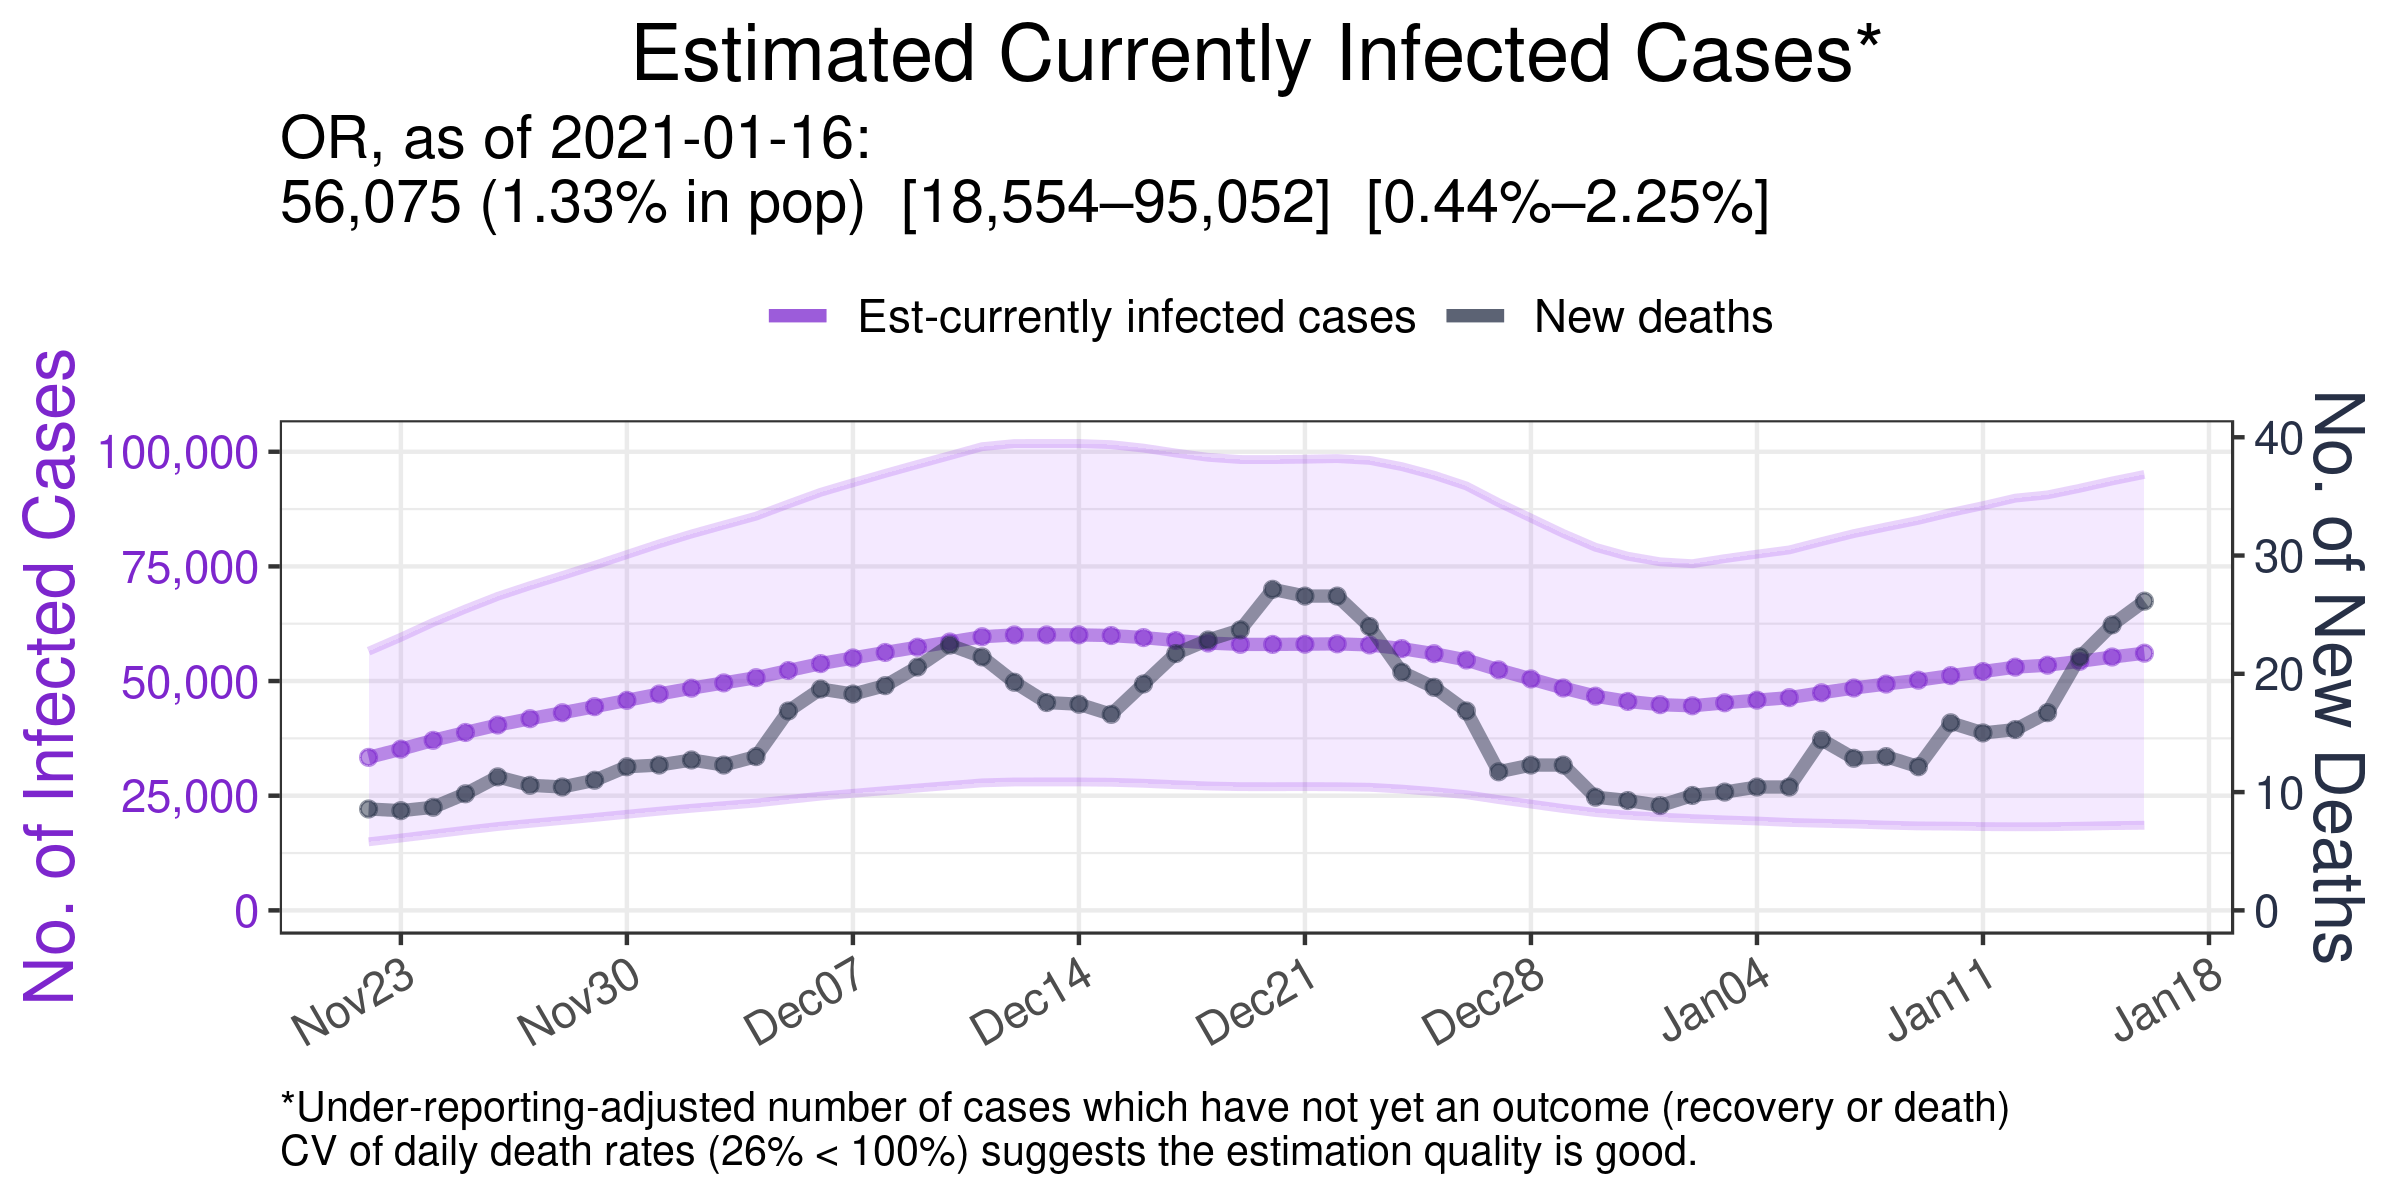 Estimated Currently Infected Cases*
OR, as of 2021-01-16:
56,075 (1.33% in pop)  [18,554–95,052]  [0.44%–2.25%]
Est-currently infected cases
New deaths
No. of Infected Cases
100,000
75,000
50,000
25,000
0
40
30
20
10
0
No. of New Deaths
Nov23
Nov30
Dec07
Dec14
Dec21
Dec28
Jan04
Jan11
Jan18
*Under-reporting-adjusted number of cases which have not yet an outcome (recovery or death)
CV of daily death rates (26% < 100%) suggests the estimation quality is good.